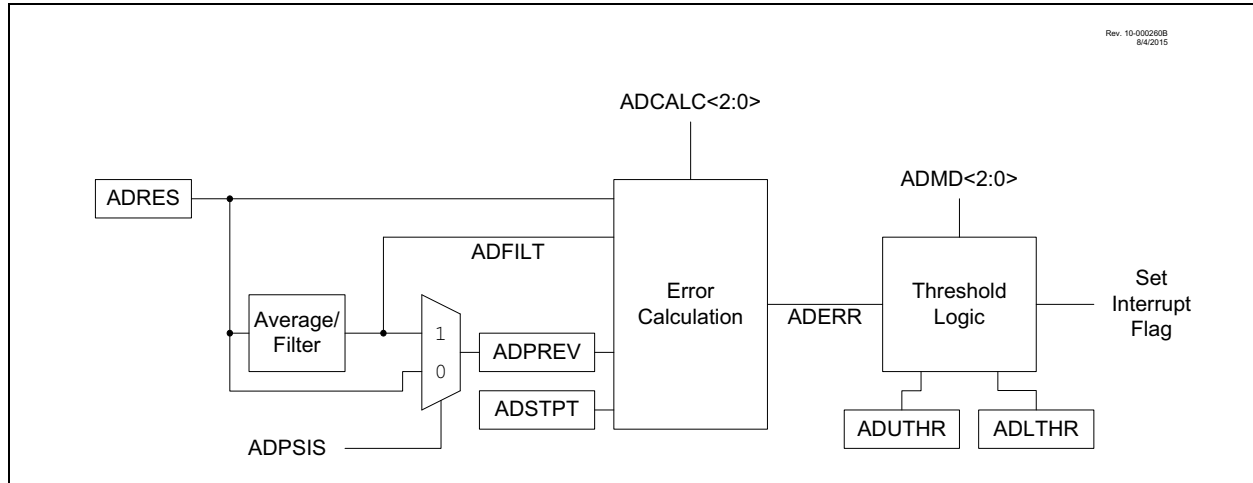 Rev. 10-000260B
8/4/2015
ADCALC<2:0>
ADMD<2:0>
ADRES
ADFILT
Average/
Filter
1
0
ADPREV
ADSTPT
ADPSIS
Error
Calculation
ADERR
Threshold
Logic
Set
Interrupt
Flag
ADUTHR
ADLTHR